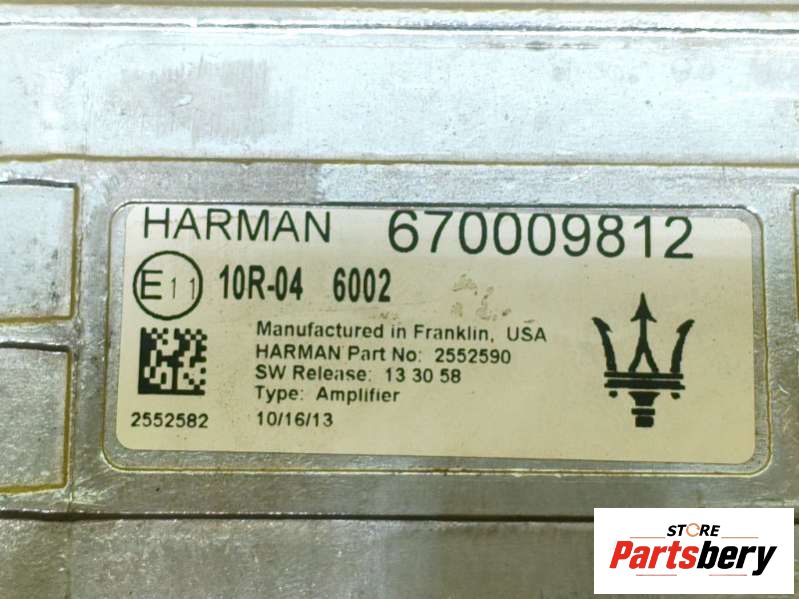 HARMAN 670009812
E11 10R-04 6002
Manufactured in Franklin, USA
HARMAN Part No: 2552590
SW Release: 13 30 58
Type: Amplifier
2552582 10/16/13
STORE
Partsbery